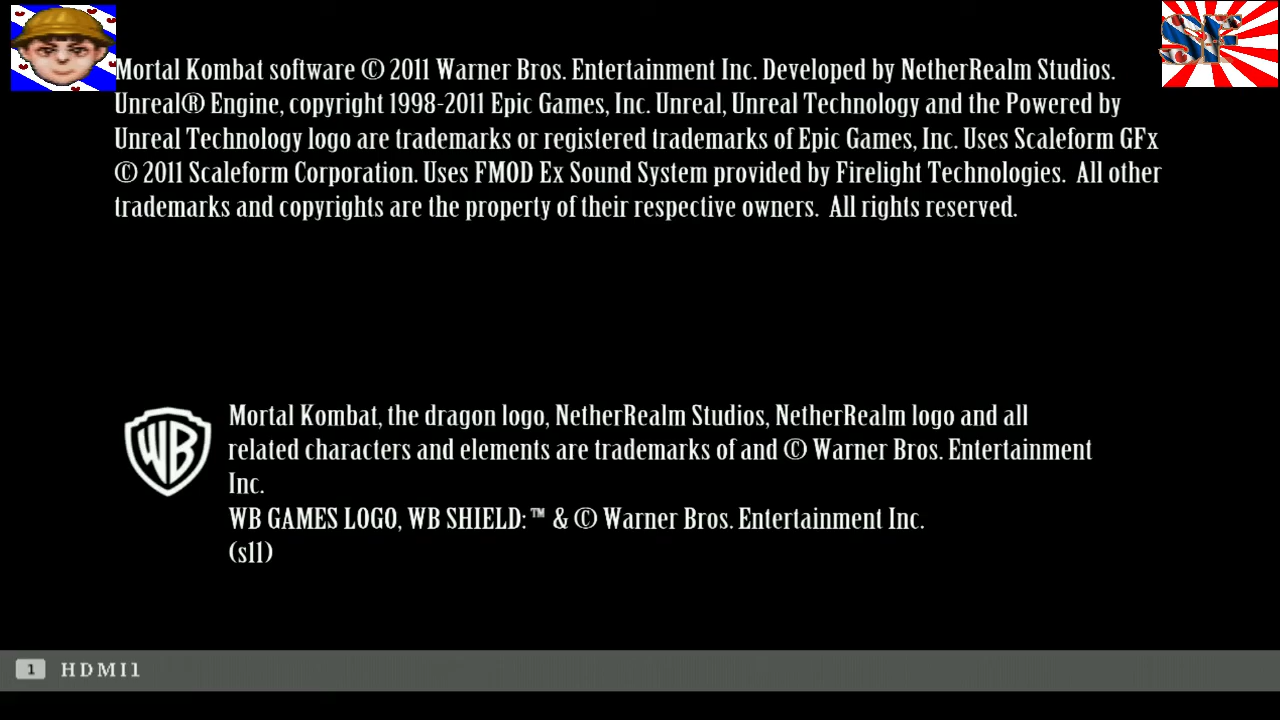 Mortal Kombat software © 2011 Warner Bros. Entertainment Inc. Developed by NetherRealm Studios.
Unreal® Engine, copyright 1998-2011 Epic Games, Inc. Unreal, Unreal Technology and the Powered by
Unreal Technology logo are trademarks or registered trademarks of Epic Games, Inc. Uses Scaleform GFx
© 2011 Scaleform Corporation. Uses FMOD Ex Sound System provided by Firelight Technologies. All other
trademarks and copyrights are the property of their respective owners. All rights reserved.
WB
Mortal Kombat, the dragon logo, NetherRealm Studios, NetherRealm logo and all
related characters and elements are trademarks of and © Warner Bros. Entertainment
Inc.
WB GAMES LOGO, WB SHIELD: ™ & © Warner Bros. Entertainment Inc.
(s11)
1 HDMI1